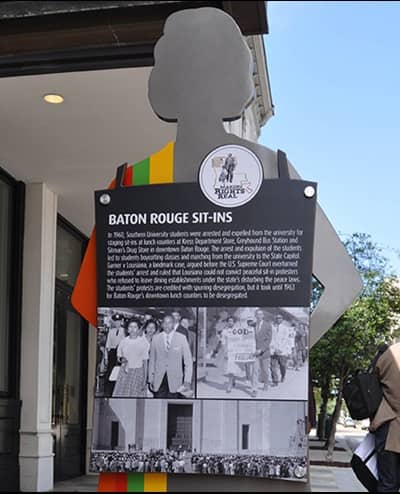 MAKING
RIGHTS
REAL
BATON ROUGE SIT-INS
In 1960, Southern University students were arrested and expelled from the university for
staging sit-ins at lunch counters at Kress Department Store, Greyhound Bus Station and
Sitman's Drug Store in downtown Baton Rouge. The arrest and expulsion of the students
led to students boycotting classes and marching from the university to the State Capitol.
Garner v Louisiana, a landmark case, argued before the U.S. Supreme Court overturned
the students' arrest and ruled that Louisiana could not convict peaceful sit-in protesters
who refused to leave dining establishments under the state's disturbing the peace laws.
The students' protests are credited with spurring desegregation, but it took until 1963
for Baton Rouge's downtown lunch counters to be desegregated.
GOD